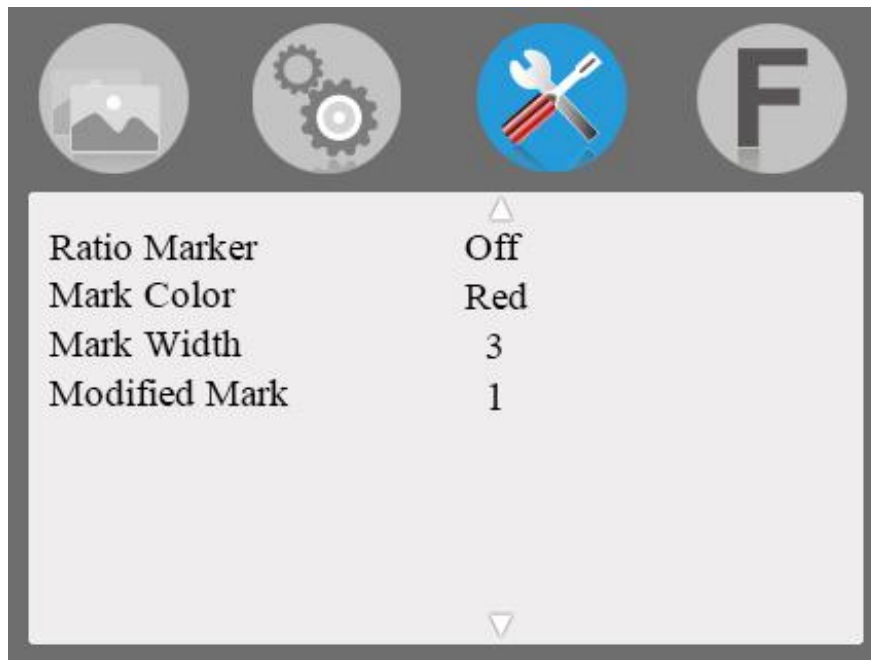 F
Ratio Marker Off
Mark Color Red
Mark Width 3
Modified Mark 1